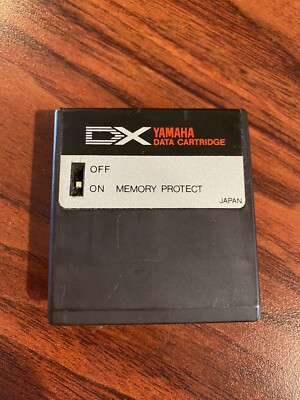 DX YAMAHA
DATA CARTRIDGE
OFF
ON MEMORY PROTECT
JAPAN